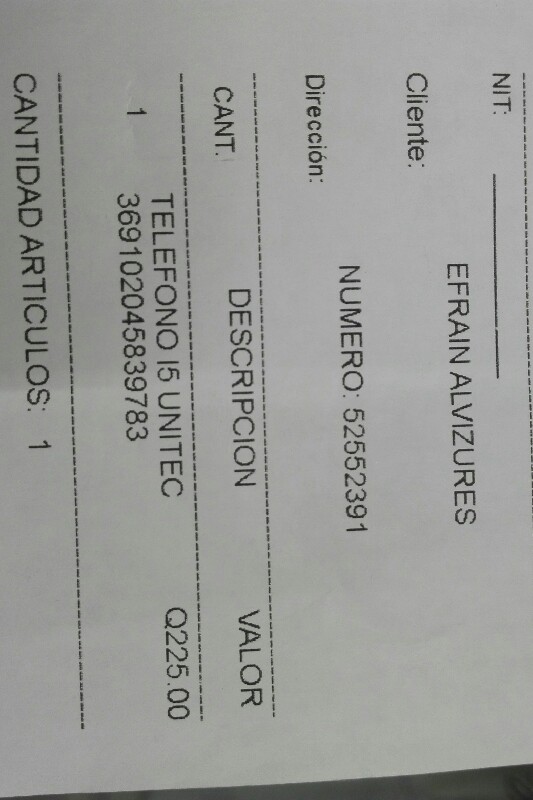 NIT:
Cliente: EFRAIN ALVIZURES
Dirección: NUMERO: 52552391
CANT. DESCRIPCION VALOR
1 TELEFONO I5 UNITEC Q225.00
369102045839783
CANTIDAD ARTICULOS: 1